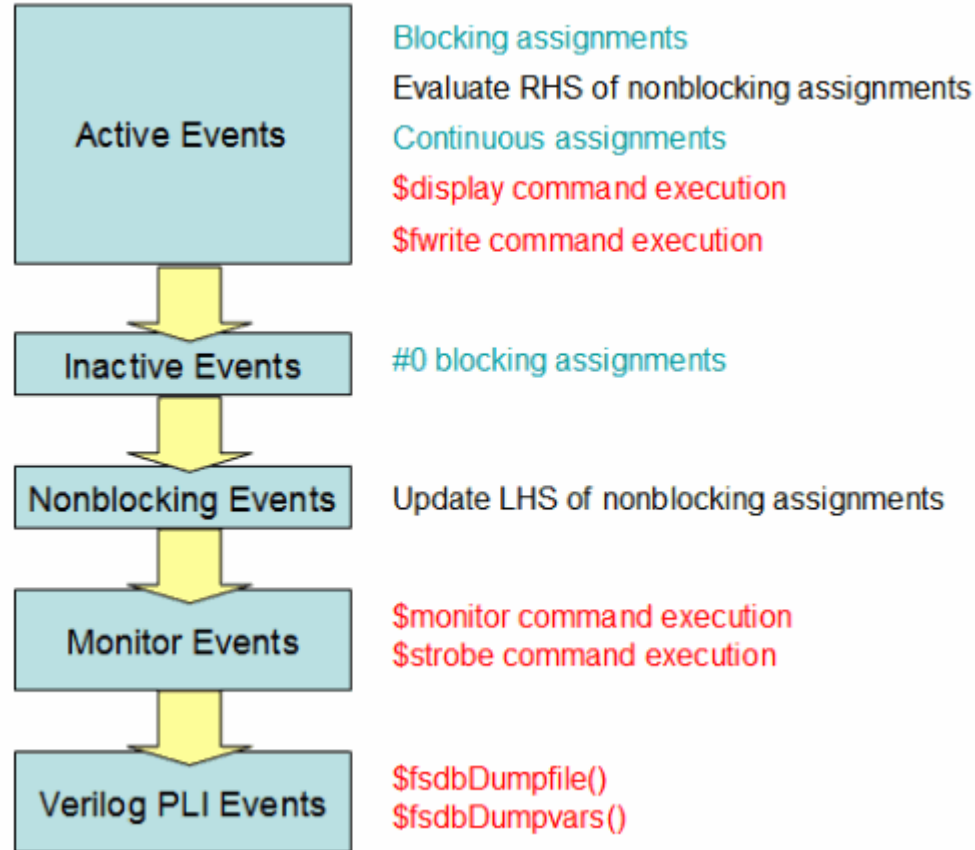 Active Events
Blocking assignments
Evaluate RHS of nonblocking assignments
Continuous assignments
$display command execution
$fwrite command execution
Inactive Events
#0 blocking assignments
Nonblocking Events
Update LHS of nonblocking assignments
Monitor Events
$monitor command execution
$strobe command execution
Verilog PLI Events
$fsdbDumpfile()
$fsdbDumpvars()